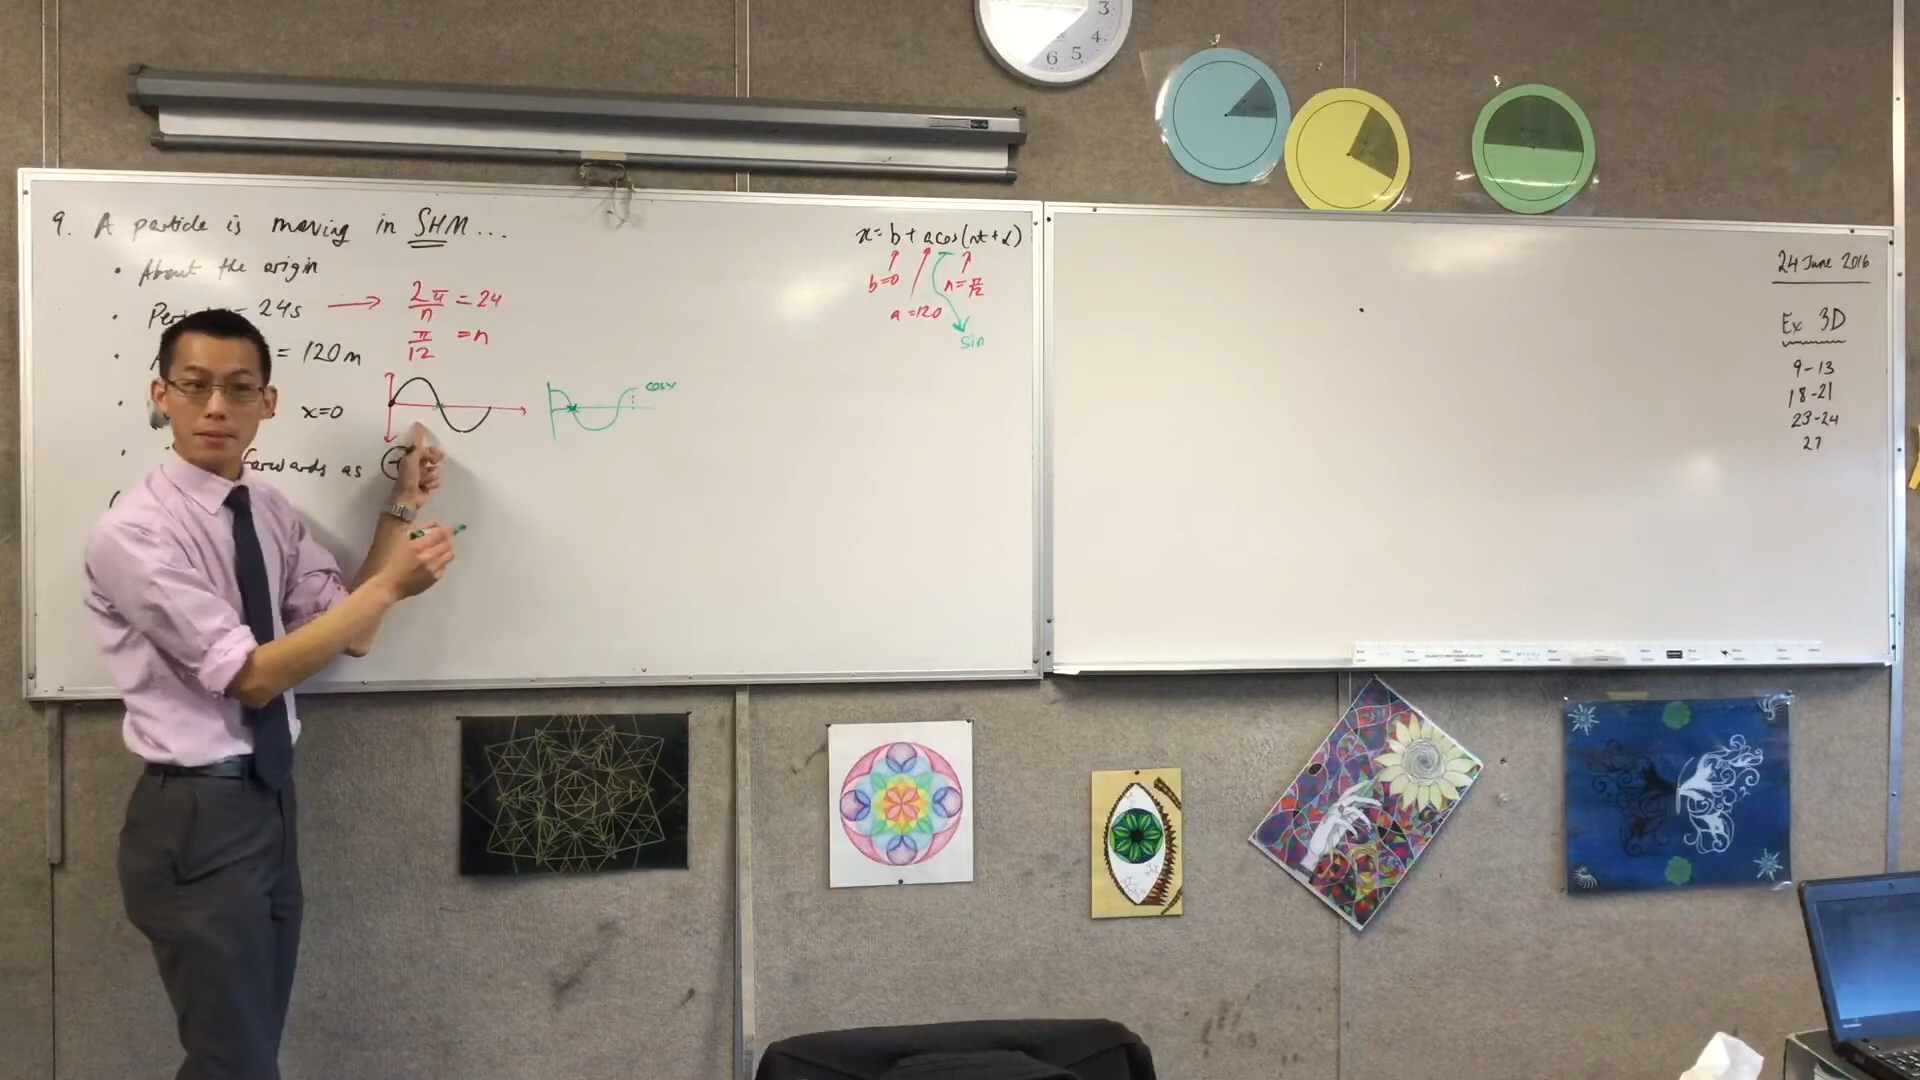 9. A particle is moving in SHM...
• About the origin
• = 24s → 2π/n = 24
π/12 = n
• = 120m
• x=0
• forwards as +
cosx
x = b + a cos(nt + α)
b=0 n = π/12
a = 120
sin
24 June 2016
Ex 3D
9-13
18-21
23-24
27
3
4
5
6